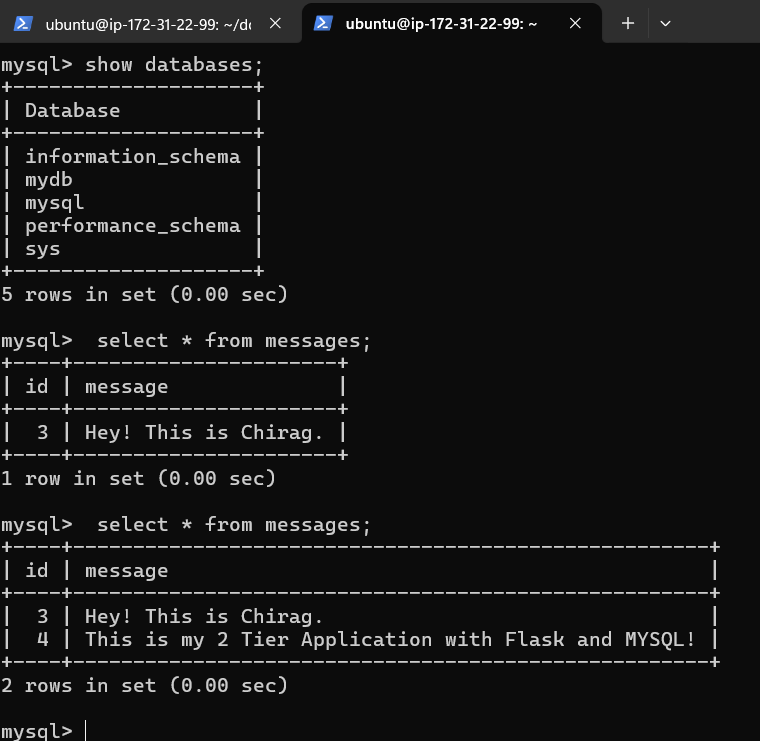 ubuntu@ip-172-31-22-99: ~/do
ubuntu@ip-172-31-22-99: ~
mysql> show databases;
+--------------------+
| Database           |
+--------------------+
| information_schema |
| mydb               |
| mysql              |
| performance_schema |
| sys                |
+--------------------+
5 rows in set (0.00 sec)
mysql>  select * from messages;
+----+----------------------+
| id | message              |
+----+----------------------+
|  3 | Hey! This is Chirag. |
+----+----------------------+
1 row in set (0.00 sec)
mysql>  select * from messages;
+----+-----------------------------------------------------+
| id | message                                             |
+----+-----------------------------------------------------+
|  3 | Hey! This is Chirag.                                |
|  4 | This is my 2 Tier Application with Flask and MYSQL! |
+----+-----------------------------------------------------+
2 rows in set (0.00 sec)
mysql>